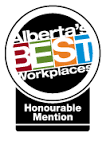 Alberta's
BEST
Workplaces
Honourable
Mention